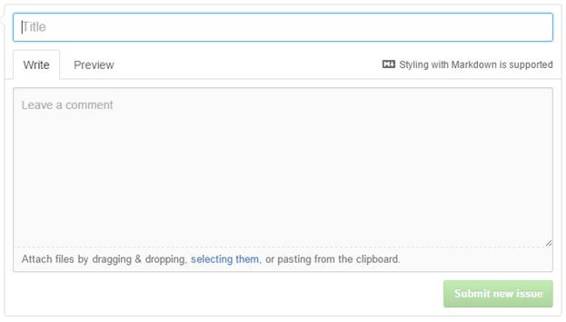 Title
Write Preview Styling with Markdown is supported
Leave a comment
Attach files by dragging & dropping, selecting them, or pasting from the clipboard.
Submit new issue